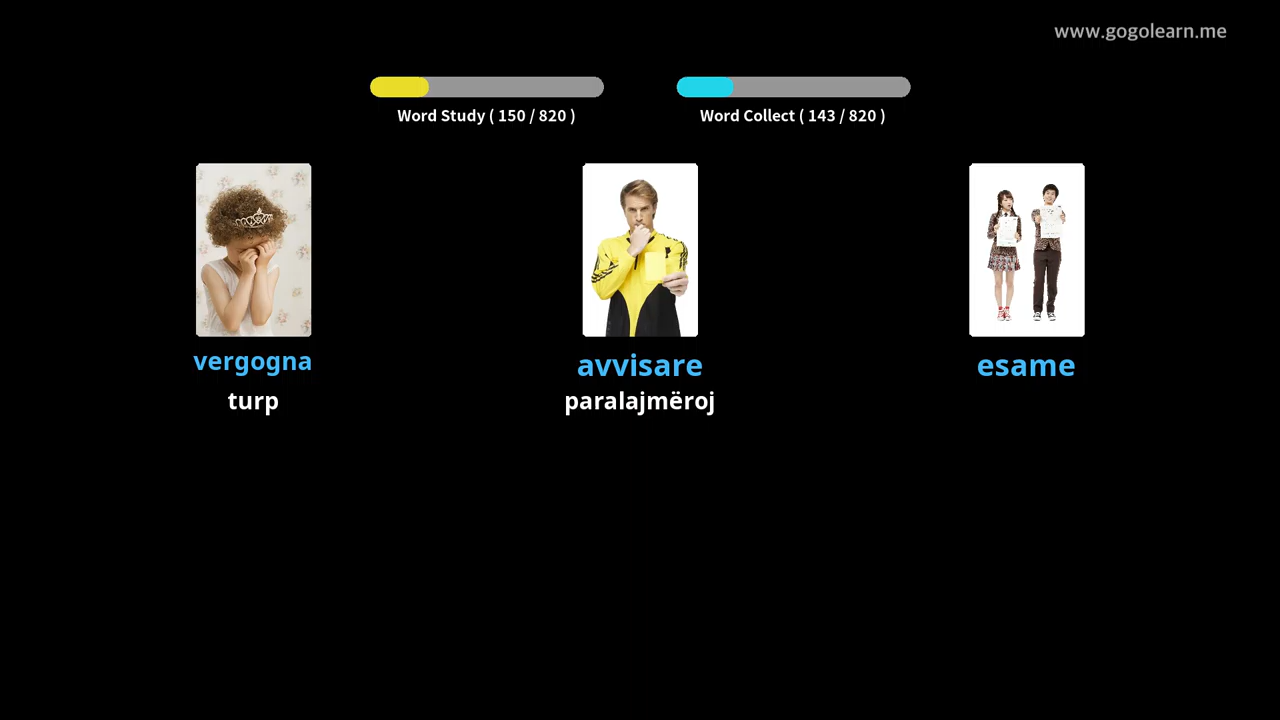 www.gogolearn.me
Word Study ( 150 / 820 )
Word Collect ( 143 / 820 )
vergogna
turp
avvisare
paralajmëroj
esame